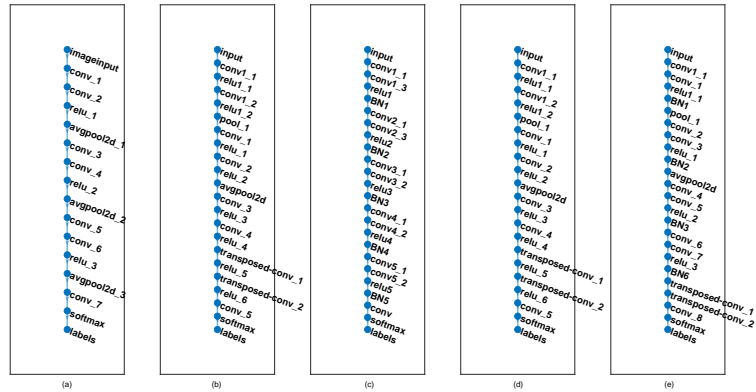 imageinput
conv_1
conv_2
relu_1
avgpool2d_1
conv_3
conv_4
relu_2
avgpool2d_2
conv_5
conv_6
relu_3
avgpool2d_3
conv_7
softmax
labels
(a)
input
conv1_1
relu1_1
conv1_2
relu1_2
pool_1
conv_1
relu_1
conv_2
relu_2
avgpool2d
conv_3
relu_3
conv_4
relu_4
transposed-conv_1
relu_5
transposed-conv_2
relu_6
conv_5
softmax
labels
(b)
input
conv1_1
conv1_3
relu1
BN1
conv2_1
conv2_3
relu2
BN2
conv3_1
conv3_2
relu3
BN3
conv4_1
conv4_2
relu4
BN4
conv5_1
conv5_2
relu5
BN5
conv
softmax
labels
(c)
input
conv1_1
relu1_1
conv1_2
relu1_2
pool_1
conv_1
relu_1
conv_2
relu_2
avgpool2d
conv_3
relu_3
conv_4
relu_4
transposed-conv_1
relu_5
transposed-conv_2
relu_6
conv_5
softmax
labels
(d)
input
conv1_1
conv_1
relu1_1
BN1
pool_1
conv_2
conv_3
relu_1
BN2
avgpool2d
conv_4
conv_5
relu_2
BN3
conv_6
conv_7
relu_3
BN6
transposed-conv_1
transposed-conv_2
conv_8
softmax
labels
(e)